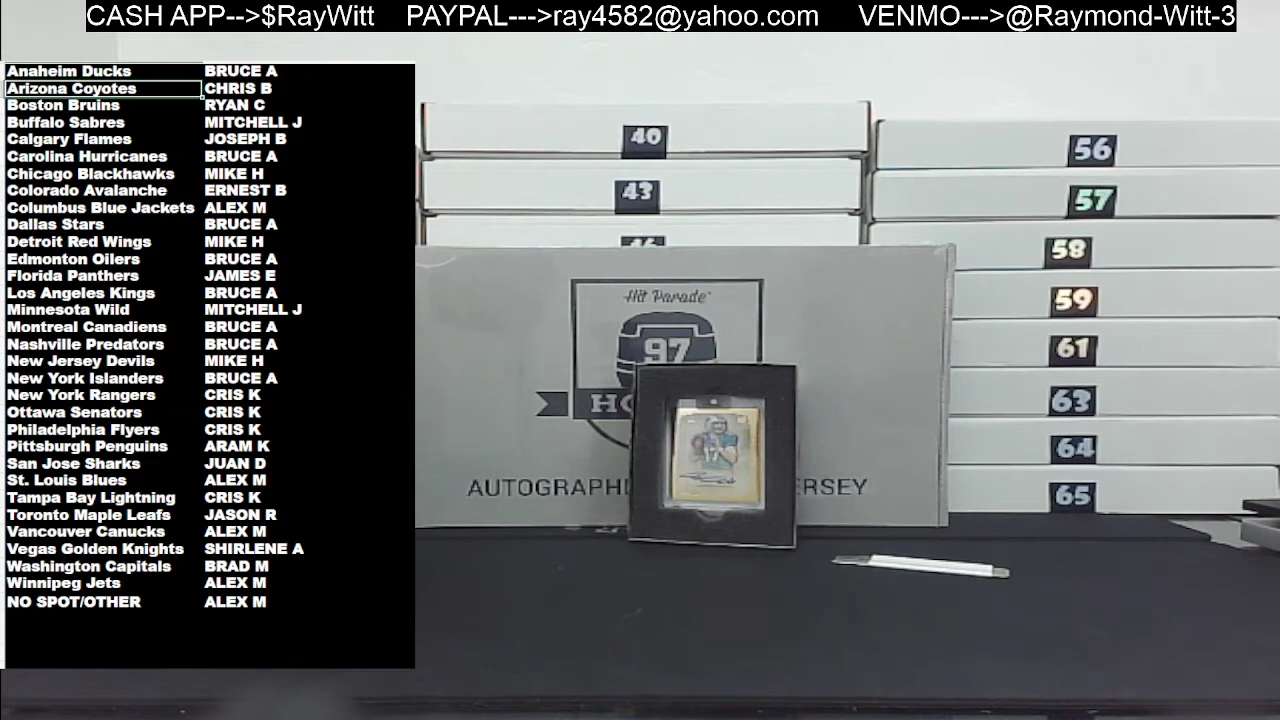 CASH APP-->$RayWitt PAYPAL--->ray4582@yahoo.com VENMO--->@Raymond-Witt-3
Anaheim Ducks BRUCE A
Arizona Coyotes CHRIS B
Boston Bruins RYAN C
Buffalo Sabres MITCHELL J
Calgary Flames JOSEPH B
Carolina Hurricanes BRUCE A
Chicago Blackhawks MIKE H
Colorado Avalanche ERNEST B
Columbus Blue Jackets ALEX M
Dallas Stars BRUCE A
Detroit Red Wings MIKE H
Edmonton Oilers BRUCE A
Florida Panthers JAMES E
Los Angeles Kings BRUCE A
Minnesota Wild MITCHELL J
Montreal Canadiens BRUCE A
Nashville Predators BRUCE A
New Jersey Devils MIKE H
New York Islanders BRUCE A
New York Rangers CRIS K
Ottawa Senators CRIS K
Philadelphia Flyers CRIS K
Pittsburgh Penguins ARAM K
San Jose Sharks JUAN D
St. Louis Blues ALEX M
Tampa Bay Lightning CRIS K
Toronto Maple Leafs JASON R
Vancouver Canucks ALEX M
Vegas Golden Knights SHIRLENE A
Washington Capitals BRAD M
Winnipeg Jets ALEX M
NO SPOT/OTHER ALEX M
40
43
46
56
57
58
59
61
63
64
65
Hit Parade
97
HO
AUTOGRAPH
ERSEY